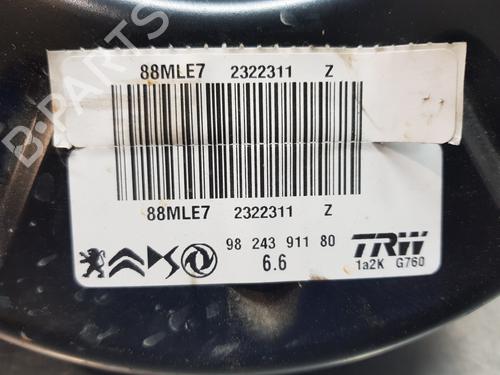 88MLE7 2322311 Z
88MLE7 2322311 Z
98 243 911 80
6.6
TRW
1a2K G760
B-PARTS